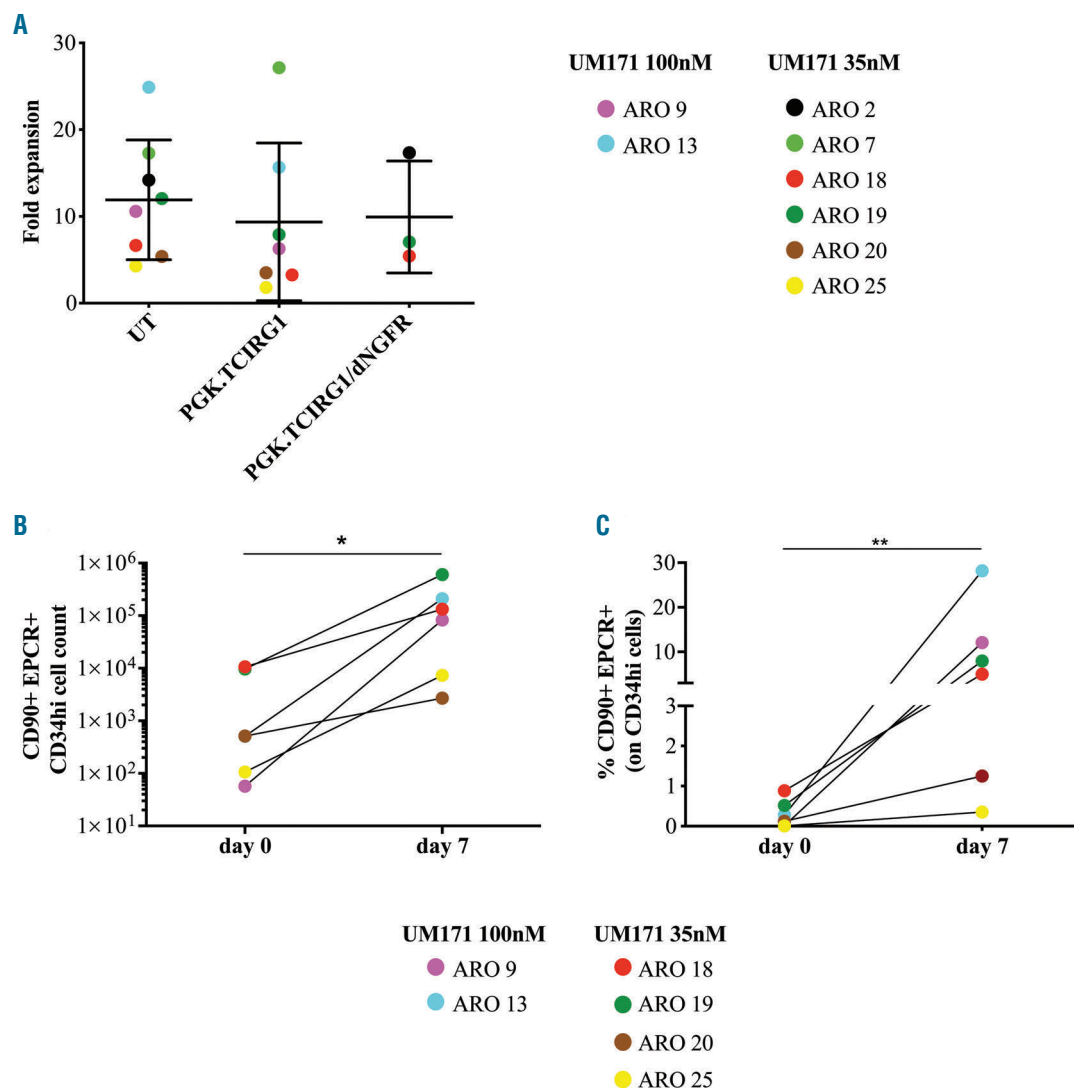 A
30
20
10
0
Fold expansion
UT
PGK.TCIRG1
PGK.TCIRG1/dNGFR
UM171 100nM
ARO 9
ARO 13
UM171 35nM
ARO 2
ARO 7
ARO 18
ARO 19
ARO 20
ARO 25
B
*
1×10⁶
1×10⁵
1×10⁴
1×10³
1×10²
1×10¹
CD90+ EPCR+
CD34hi cell count
day 0
day 7
C
**
30
20
10
3
2
1
0
% CD90+ EPCR+
(on CD34hi cells)
day 0
day 7
UM171 100nM
ARO 9
ARO 13
UM171 35nM
ARO 18
ARO 19
ARO 20
ARO 25